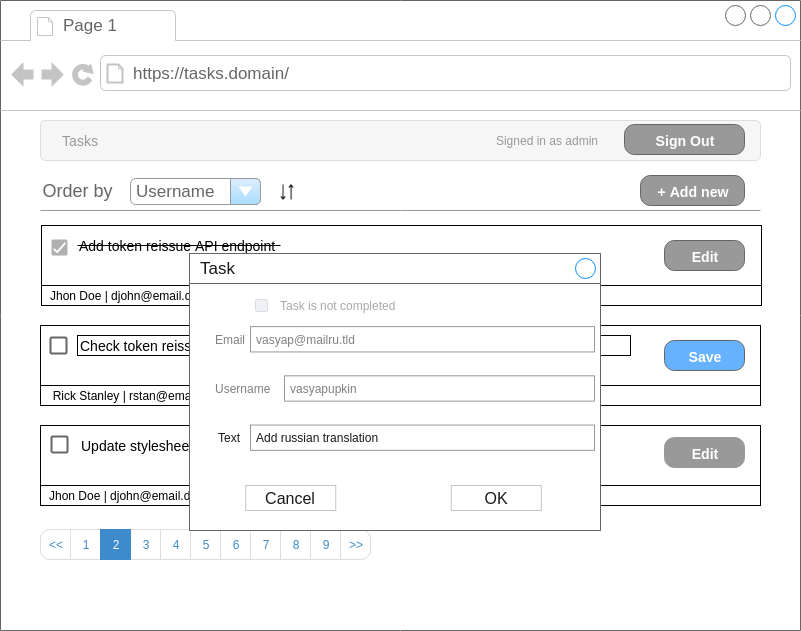 Page 1
https://tasks.domain/
Tasks
Signed in as admin
Sign Out
Order by
Username
+ Add new
Add token reissue API endpoint
Edit
Jhon Doe | djohn@email.d
Task
Task is not completed
Email
vasyap@mailru.tld
Username
vasyapupkin
Text
Add russian translation
Cancel
OK
Check token reiss
Save
Rick Stanley | rstan@ema
Update styleshee
Edit
Jhon Doe | djohn@email.d
<< 1 2 3 4 5 6 7 8 9 >>